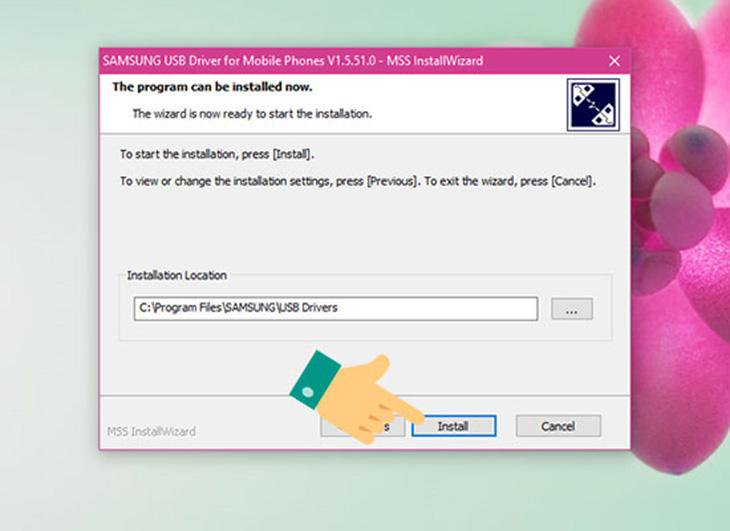 SAMSUNG USB Driver for Mobile Phones V1.5.51.0 - MSS InstallWizard
The program can be installed now.
The wizard is now ready to start the installation.
To start the installation, press [Install].
To view or change the installation settings, press [Previous]. To exit the wizard, press [Cancel].
Installation Location
C:\Program Files\SAMSUNG\USB Drivers
...
MSS InstallWizard
Install
Cancel